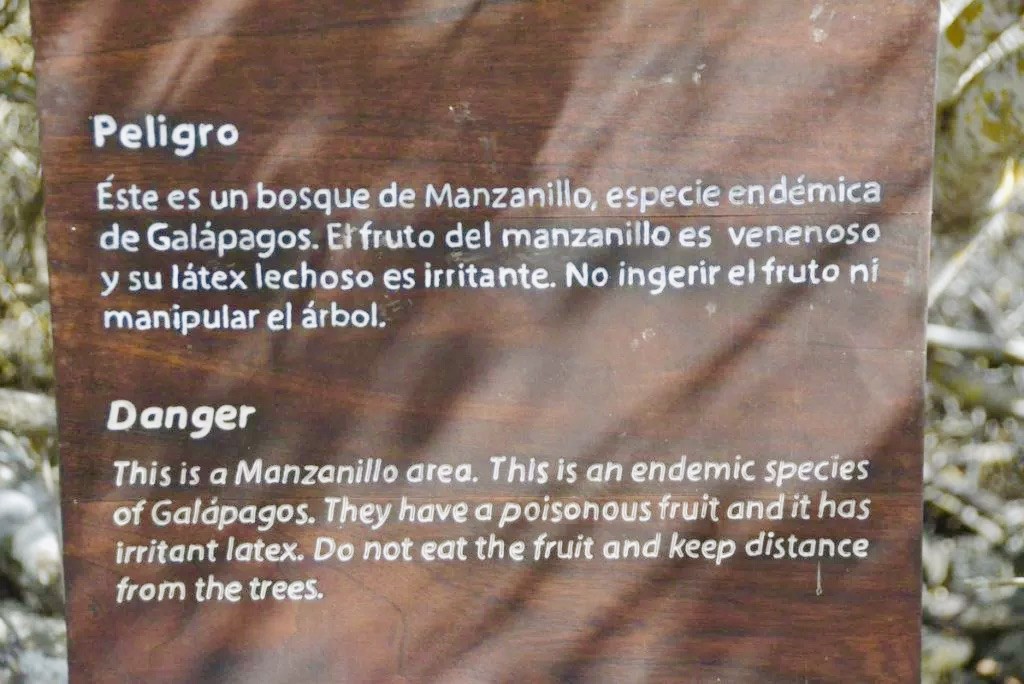 Peligro
Éste es un bosque de Manzanillo, especie endémica
de Galápagos. El fruto del manzanillo es venenoso
y su látex lechoso es irritante. No ingerir el fruto ni
manipular el árbol.
Danger
This is a Manzanillo area. This is an endemic species
of Galápagos. They have a poisonous fruit and it has
irritant latex. Do not eat the fruit and keep distance
from the trees.